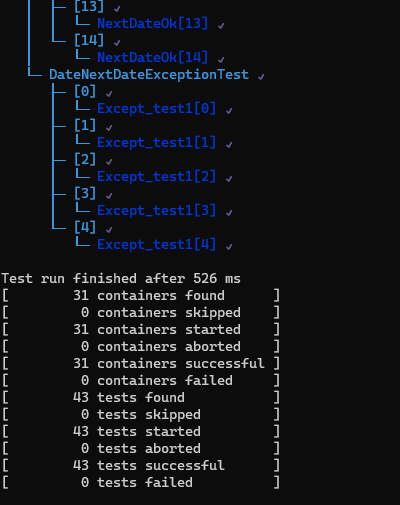 [13] ✔
NextDateOk[13] ✔
[14] ✔
NextDateOk[14] ✔
DateNextDateExceptionTest ✔
[0] ✔
Except_test1[0] ✔
[1] ✔
Except_test1[1] ✔
[2] ✔
Except_test1[2] ✔
[3] ✔
Except_test1[3] ✔
[4] ✔
Except_test1[4] ✔
Test run finished after 526 ms
[        31 containers found      ]
[         0 containers skipped    ]
[        31 containers started    ]
[         0 containers aborted    ]
[        31 containers successful ]
[         0 containers failed     ]
[        43 tests found           ]
[         0 tests skipped         ]
[        43 tests started         ]
[         0 tests aborted         ]
[        43 tests successful      ]
[         0 tests failed          ]